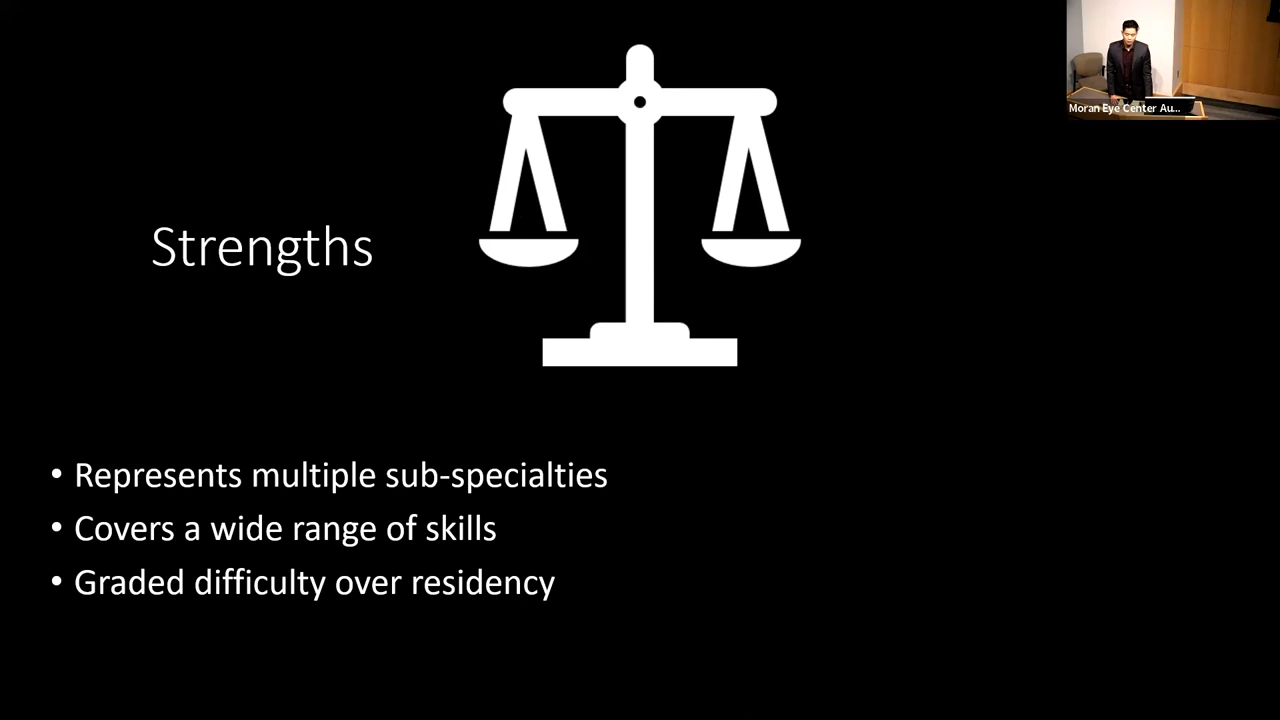 Moran Eye Center Au...
Strengths
• Represents multiple sub-specialties
• Covers a wide range of skills
• Graded difficulty over residency